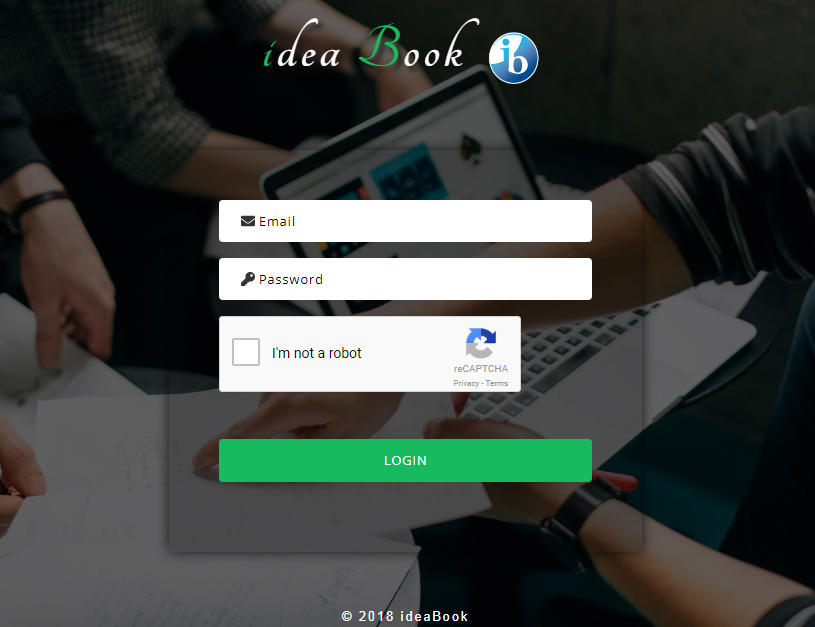 idea Book ib
Email
Password
I'm not a robot
reCAPTCHA
Privacy - Terms
LOGIN
© 2018 ideaBook